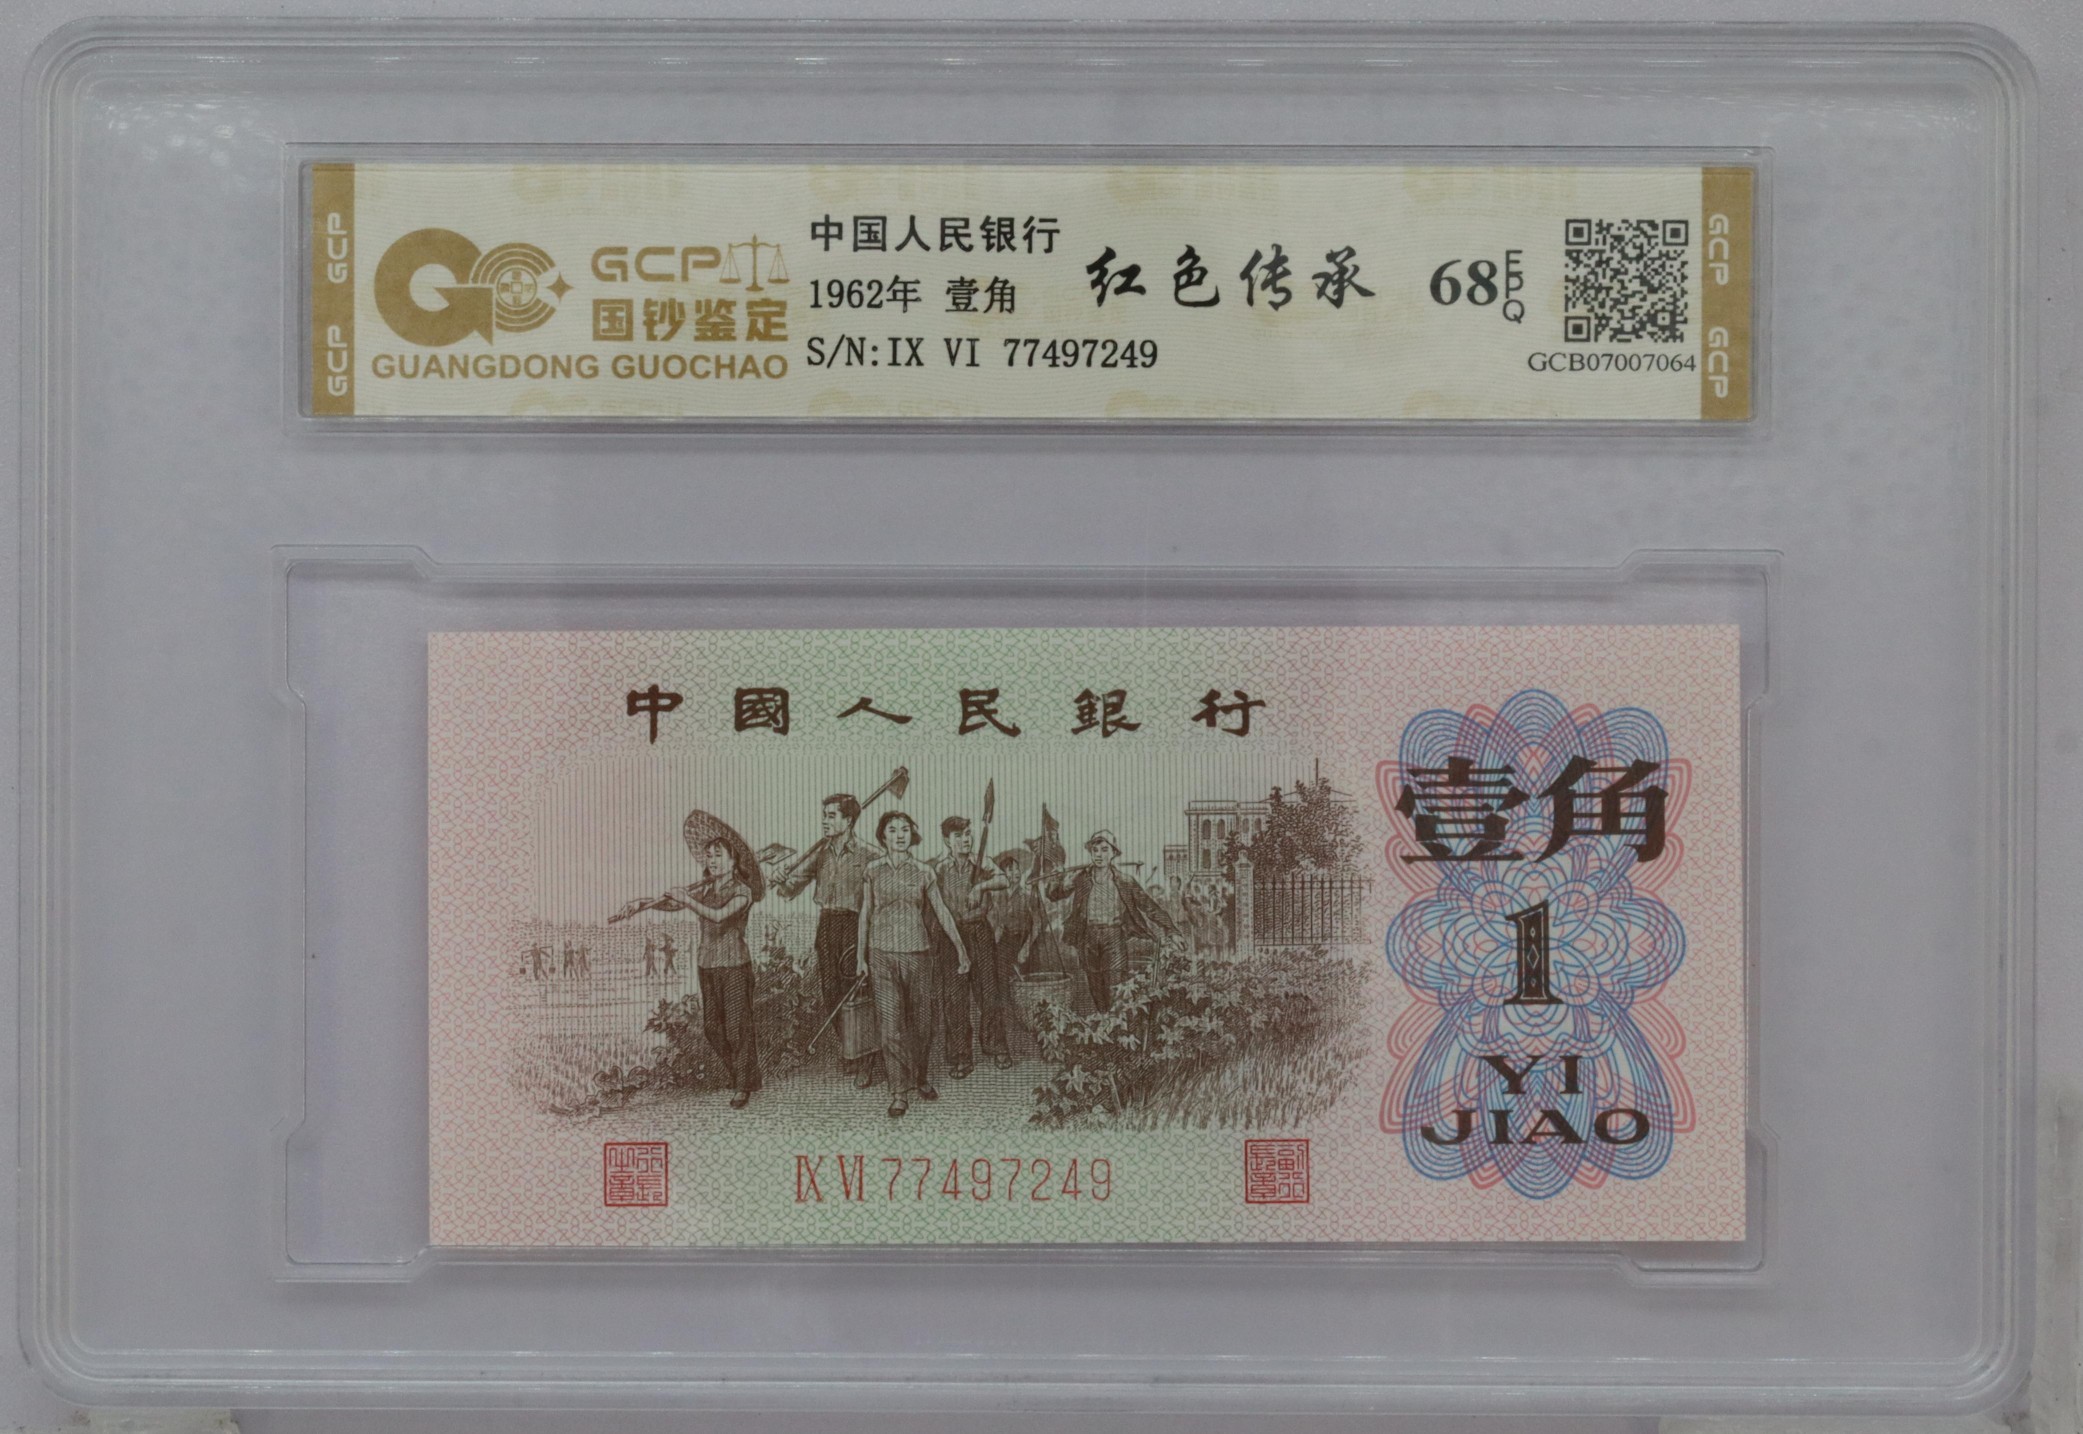 GCP GCP
GCP
国钞鉴定
GUANGDONG GUOCHAO
中国人民银行
1962年 壹角
S/N:IX VI 77497249
红色传承
68 EPQ
GCB07007064
GCP GCP
中國人民銀行
壹角
1
YI
JIAO
IX VI 77497249